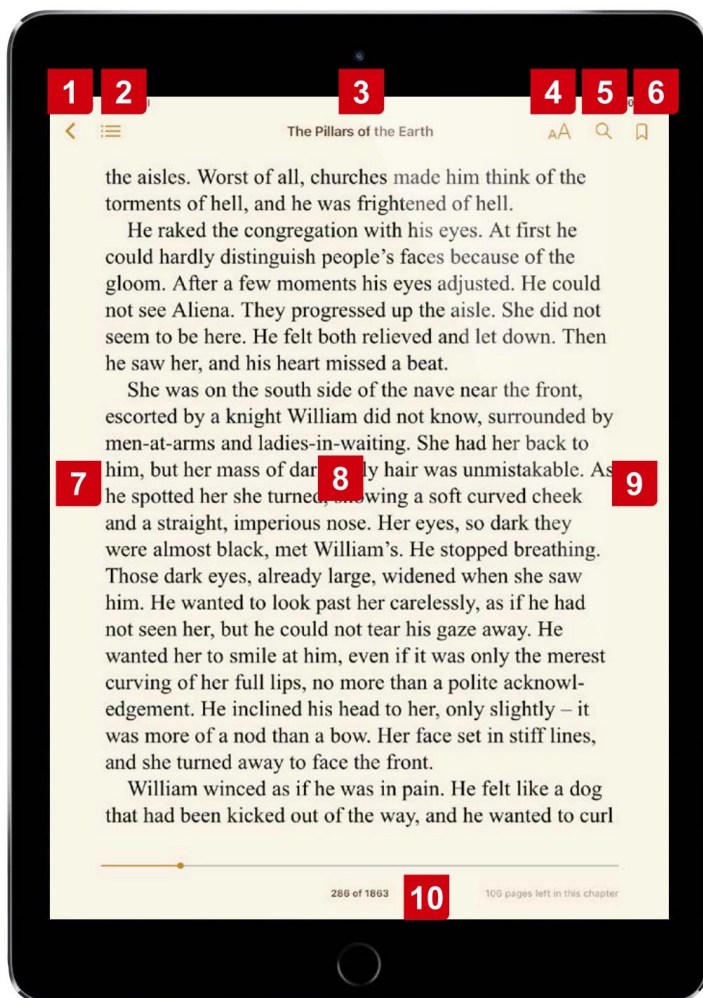 1 2 3 4 5 6
The Pillars of the Earth AA
the aisles. Worst of all, churches made him think of the
torments of hell, and he was frightened of hell.
He raked the congregation with his eyes. At first he
could hardly distinguish people’s faces because of the
gloom. After a few moments his eyes adjusted. He could
not see Aliena. They progressed up the aisle. She did not
seem to be here. He felt both relieved and let down. Then
he saw her, and his heart missed a beat.
She was on the south side of the nave near the front,
escorted by a knight William did not know, surrounded by
men-at-arms and ladies-in-waiting. She had her back to
7 him, but her mass of dar 8 ly hair was unmistakable. As 9
he spotted her she turned, showing a soft curved cheek
and a straight, imperious nose. Her eyes, so dark they
were almost black, met William’s. He stopped breathing.
Those dark eyes, already large, widened when she saw
him. He wanted to look past her carelessly, as if he had
not seen her, but he could not tear his gaze away. He
wanted her to smile at him, even if it was only the merest
curving of her full lips, no more than a polite acknowl-
edgement. He inclined his head to her, only slightly – it
was more of a nod than a bow. Her face set in stiff lines,
and she turned away to face the front.
William winced as if he was in pain. He felt like a dog
that had been kicked out of the way, and he wanted to curl
286 of 1863 10 106 pages left in this chapter